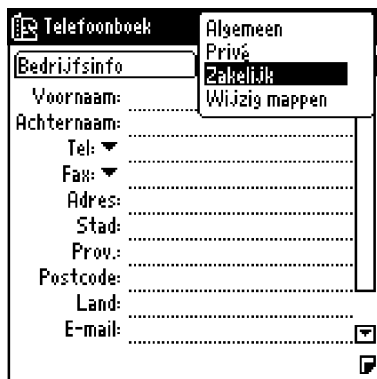 Telefoonboek
Algemeen
Privé
Zakelijk
Wijzig mappen
Bedrijfsinfo
Voornaam:
Achternaam:
Tel:
Fax:
Adres:
Stad:
Prov.:
Postcode:
Land:
E-mail: